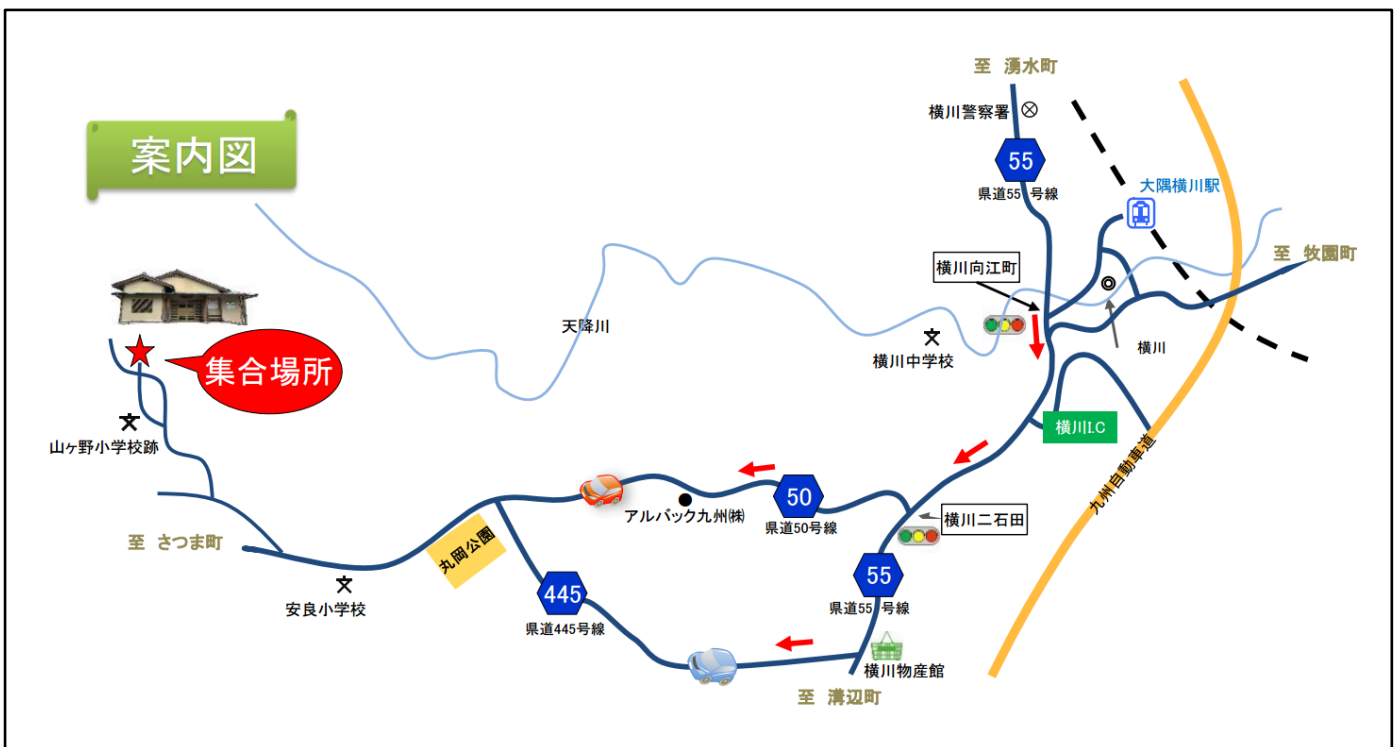 案内図
至 湧水町
横川警察署
55
県道55号線
大隅横川駅
至 牧園町
横川向江町
天降川
横川中学校
横川
集合場所
山ヶ野小学校跡
横川I.C
九州自動車道
50
県道50号線
アルバック九州㈱
横川二石田
至 さつま町
丸岡公園
安良小学校
445
県道445号線
55
県道55号線
横川物産館
至 溝辺町